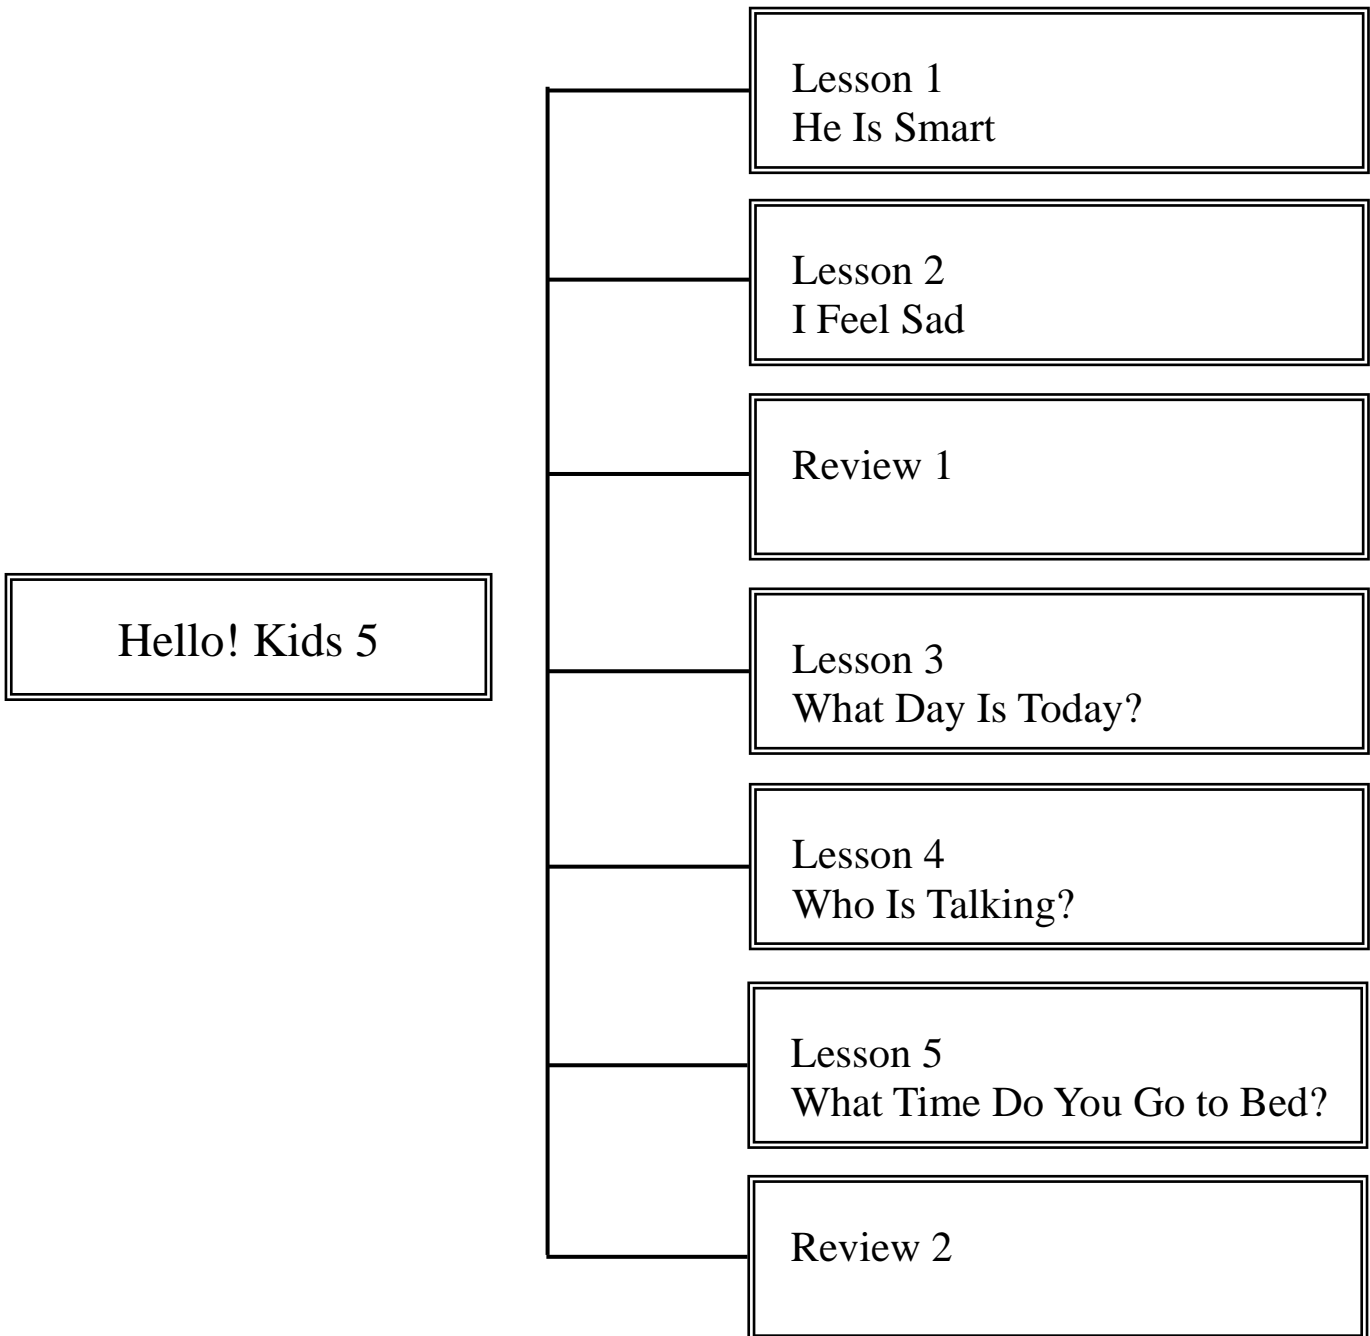 Hello! Kids 5
Lesson 1
He Is Smart
Lesson 2
I Feel Sad
Review 1
Lesson 3
What Day Is Today?
Lesson 4
Who Is Talking?
Lesson 5
What Time Do You Go to Bed?
Review 2